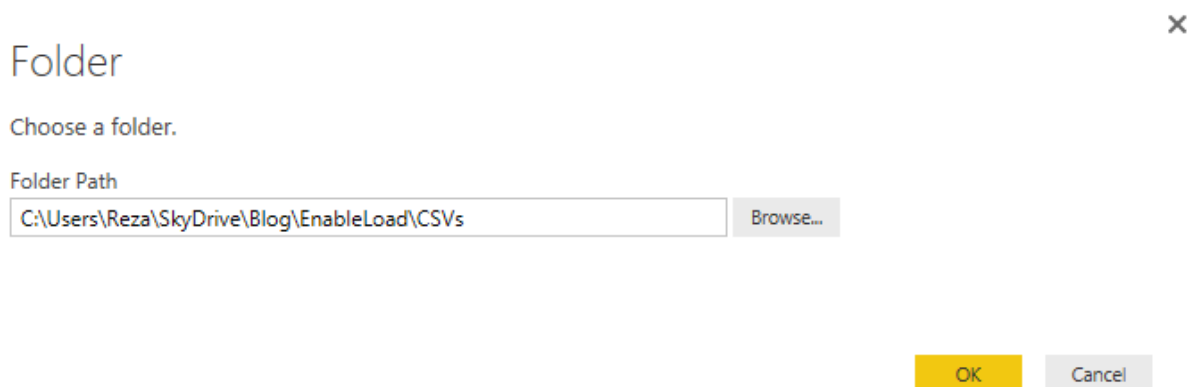 Folder
Choose a folder.
Folder Path
C:\Users\Reza\SkyDrive\Blog\EnableLoad\CSVs Browse...
OK Cancel